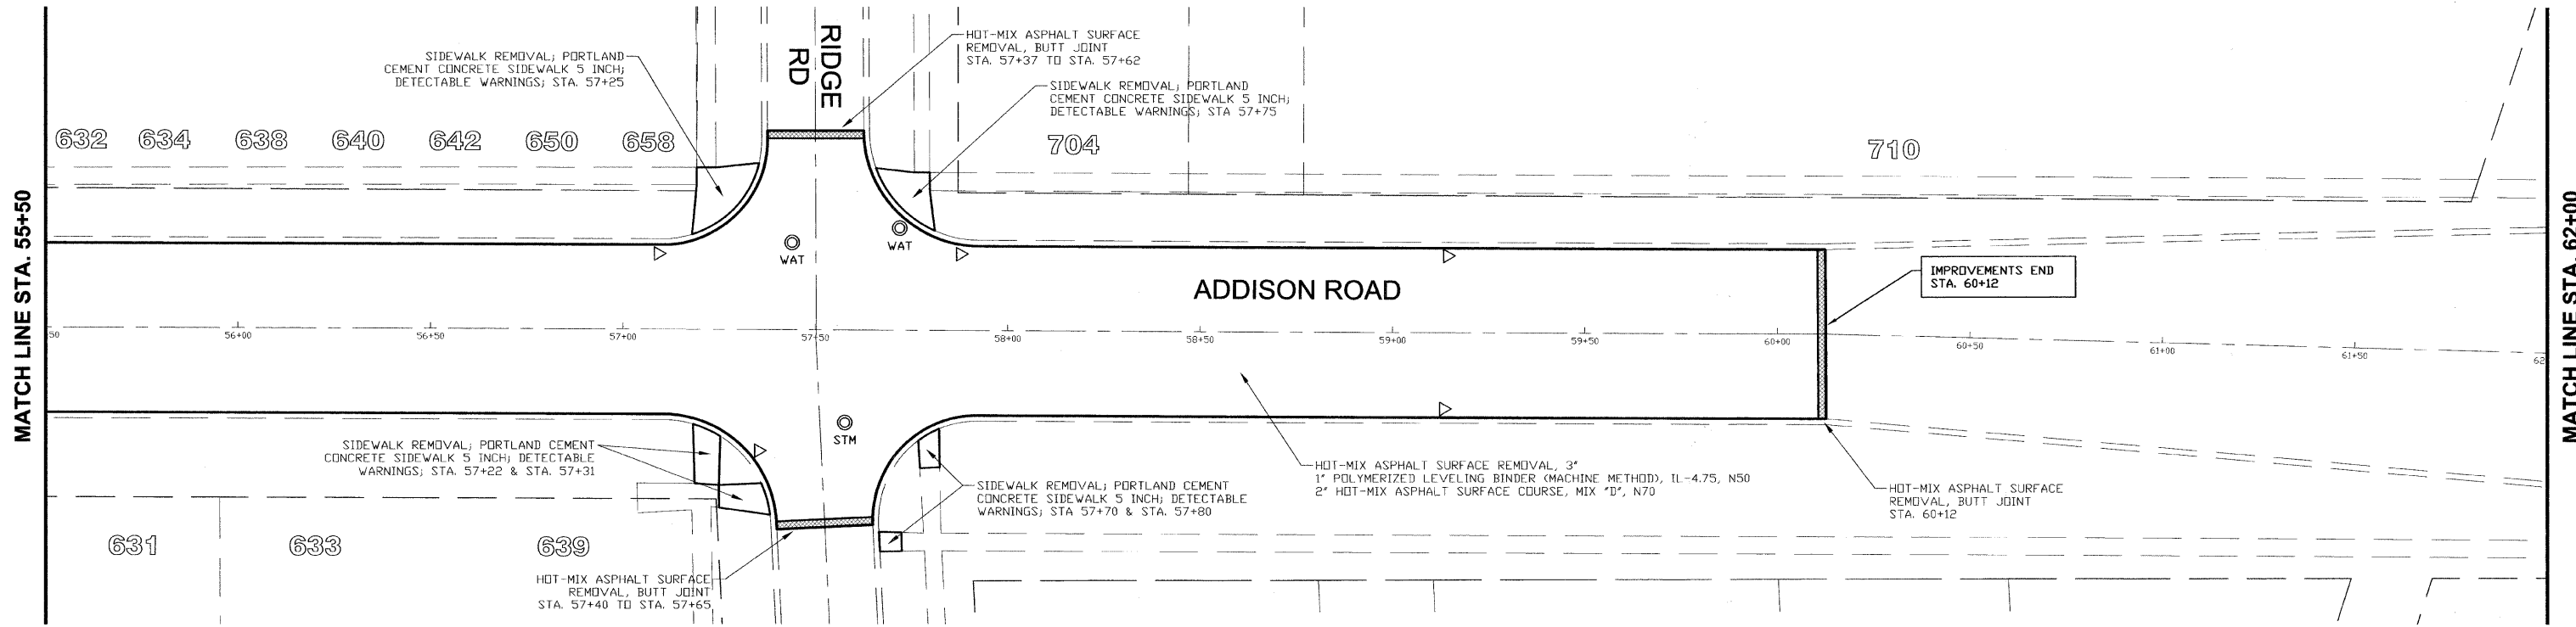 SIDEWALK REMOVAL; PORTLAND
CEMENT CONCRETE SIDEWALK 5 INCH;
DETECTABLE WARNINGS; STA. 57+25
RIDGE
RD
HOT-MIX ASPHALT SURFACE
REMOVAL, BUTT JOINT
STA. 57+37 TO STA. 57+62
SIDEWALK REMOVAL; PORTLAND
CEMENT CONCRETE SIDEWALK 5 INCH;
DETECTABLE WARNINGS; STA 57+75
632 634 638 640 642 650 658 704 710
MATCH LINE STA. 55+50
MATCH LINE STA. 62+00
WAT
WAT
ADDISON ROAD
IMPROVEMENTS END
STA. 60+12
50 56+00 56+50 57+00 57+50 58+00 58+50 59+00 59+50 60+00 60+50 61+00 61+50 62
STM
SIDEWALK REMOVAL; PORTLAND CEMENT
CONCRETE SIDEWALK 5 INCH; DETECTABLE
WARNINGS; STA. 57+22 & STA. 57+31
SIDEWALK REMOVAL; PORTLAND CEMENT
CONCRETE SIDEWALK 5 INCH; DETECTABLE
WARNINGS; STA 57+70 & STA. 57+80
HOT-MIX ASPHALT SURFACE REMOVAL, 3"
1" POLYMERIZED LEVELING BINDER (MACHINE METHOD), IL-4.75, N50
2" HOT-MIX ASPHALT SURFACE COURSE, MIX "D", N70
HOT-MIX ASPHALT SURFACE
REMOVAL, BUTT JOINT
STA. 60+12
631 633 639
HOT-MIX ASPHALT SURFACE
REMOVAL, BUTT JOINT
STA. 57+40 TO STA. 57+65